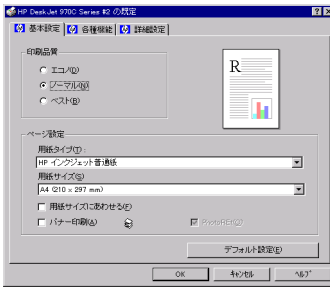 HP DeskJet 970C Series #2 の既定
基本設定
各種機能
詳細設定
印刷品質
エコノ(D)
ノーマル(N)
ベスト(B)
R
ページ設定
用紙タイプ(T):
HP インクジェット普通紙
用紙サイズ(S)
A4 (210 x 297 mm)
用紙サイズにあわせる(F)
バナー印刷(A)
PhotoREt(O)
デフォルト設定(E)
OK
キャンセル
ヘルプ